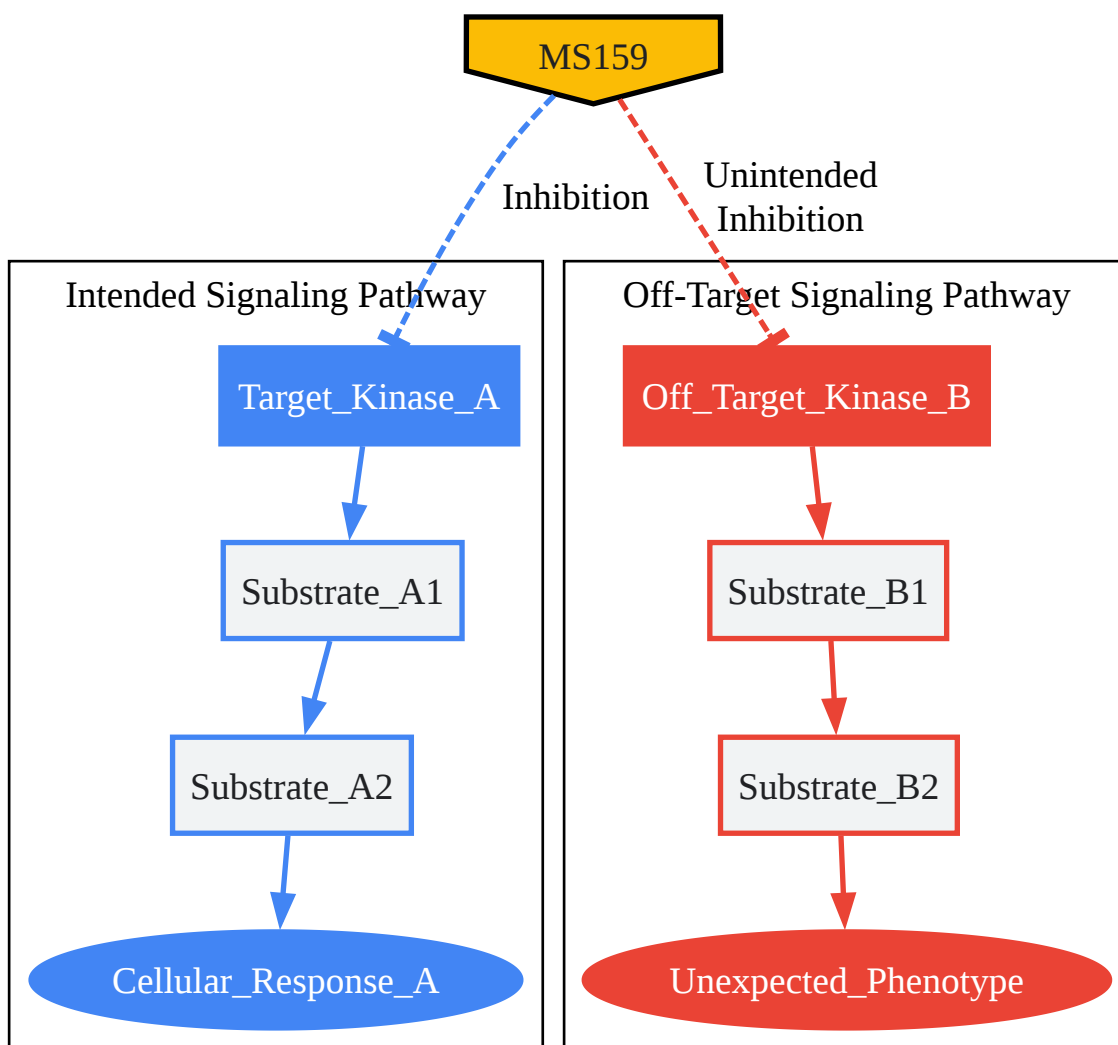 MS159
Inhibition
Unintended
Inhibition
Intended Signaling Pathway
Target_Kinase_A
Substrate_A1
Substrate_A2
Cellular_Response_A
Off-Target Signaling Pathway
Off_Target_Kinase_B
Substrate_B1
Substrate_B2
Unexpected_Phenotype